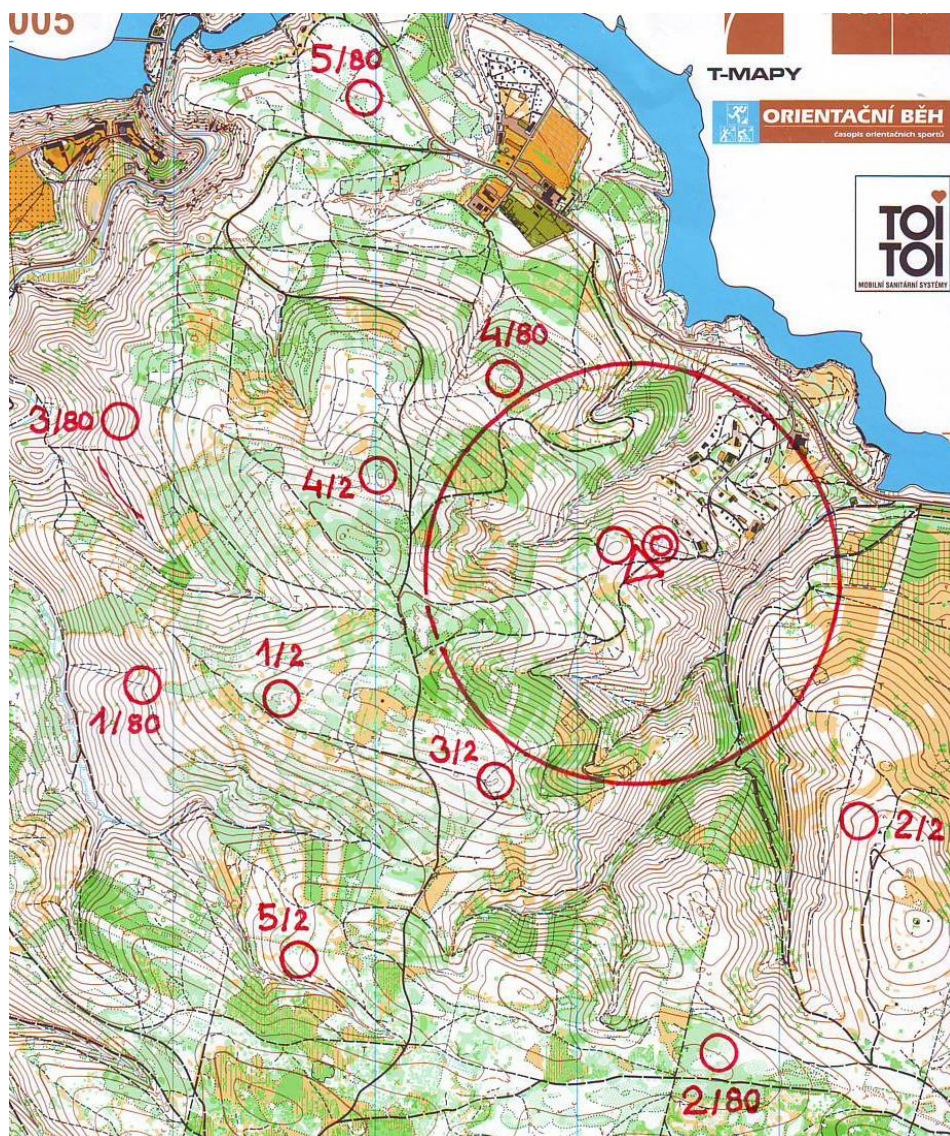 005
5/80
T-MAPY
ORIENTAČNÍ BĚH
časopis orientačních sportů
TOI
TOI
MOBILNÍ SANITÁRNÍ SYSTÉMY
4/80
3/80
4/2
1/2
1/80
3/2
2/2
5/2
2/80